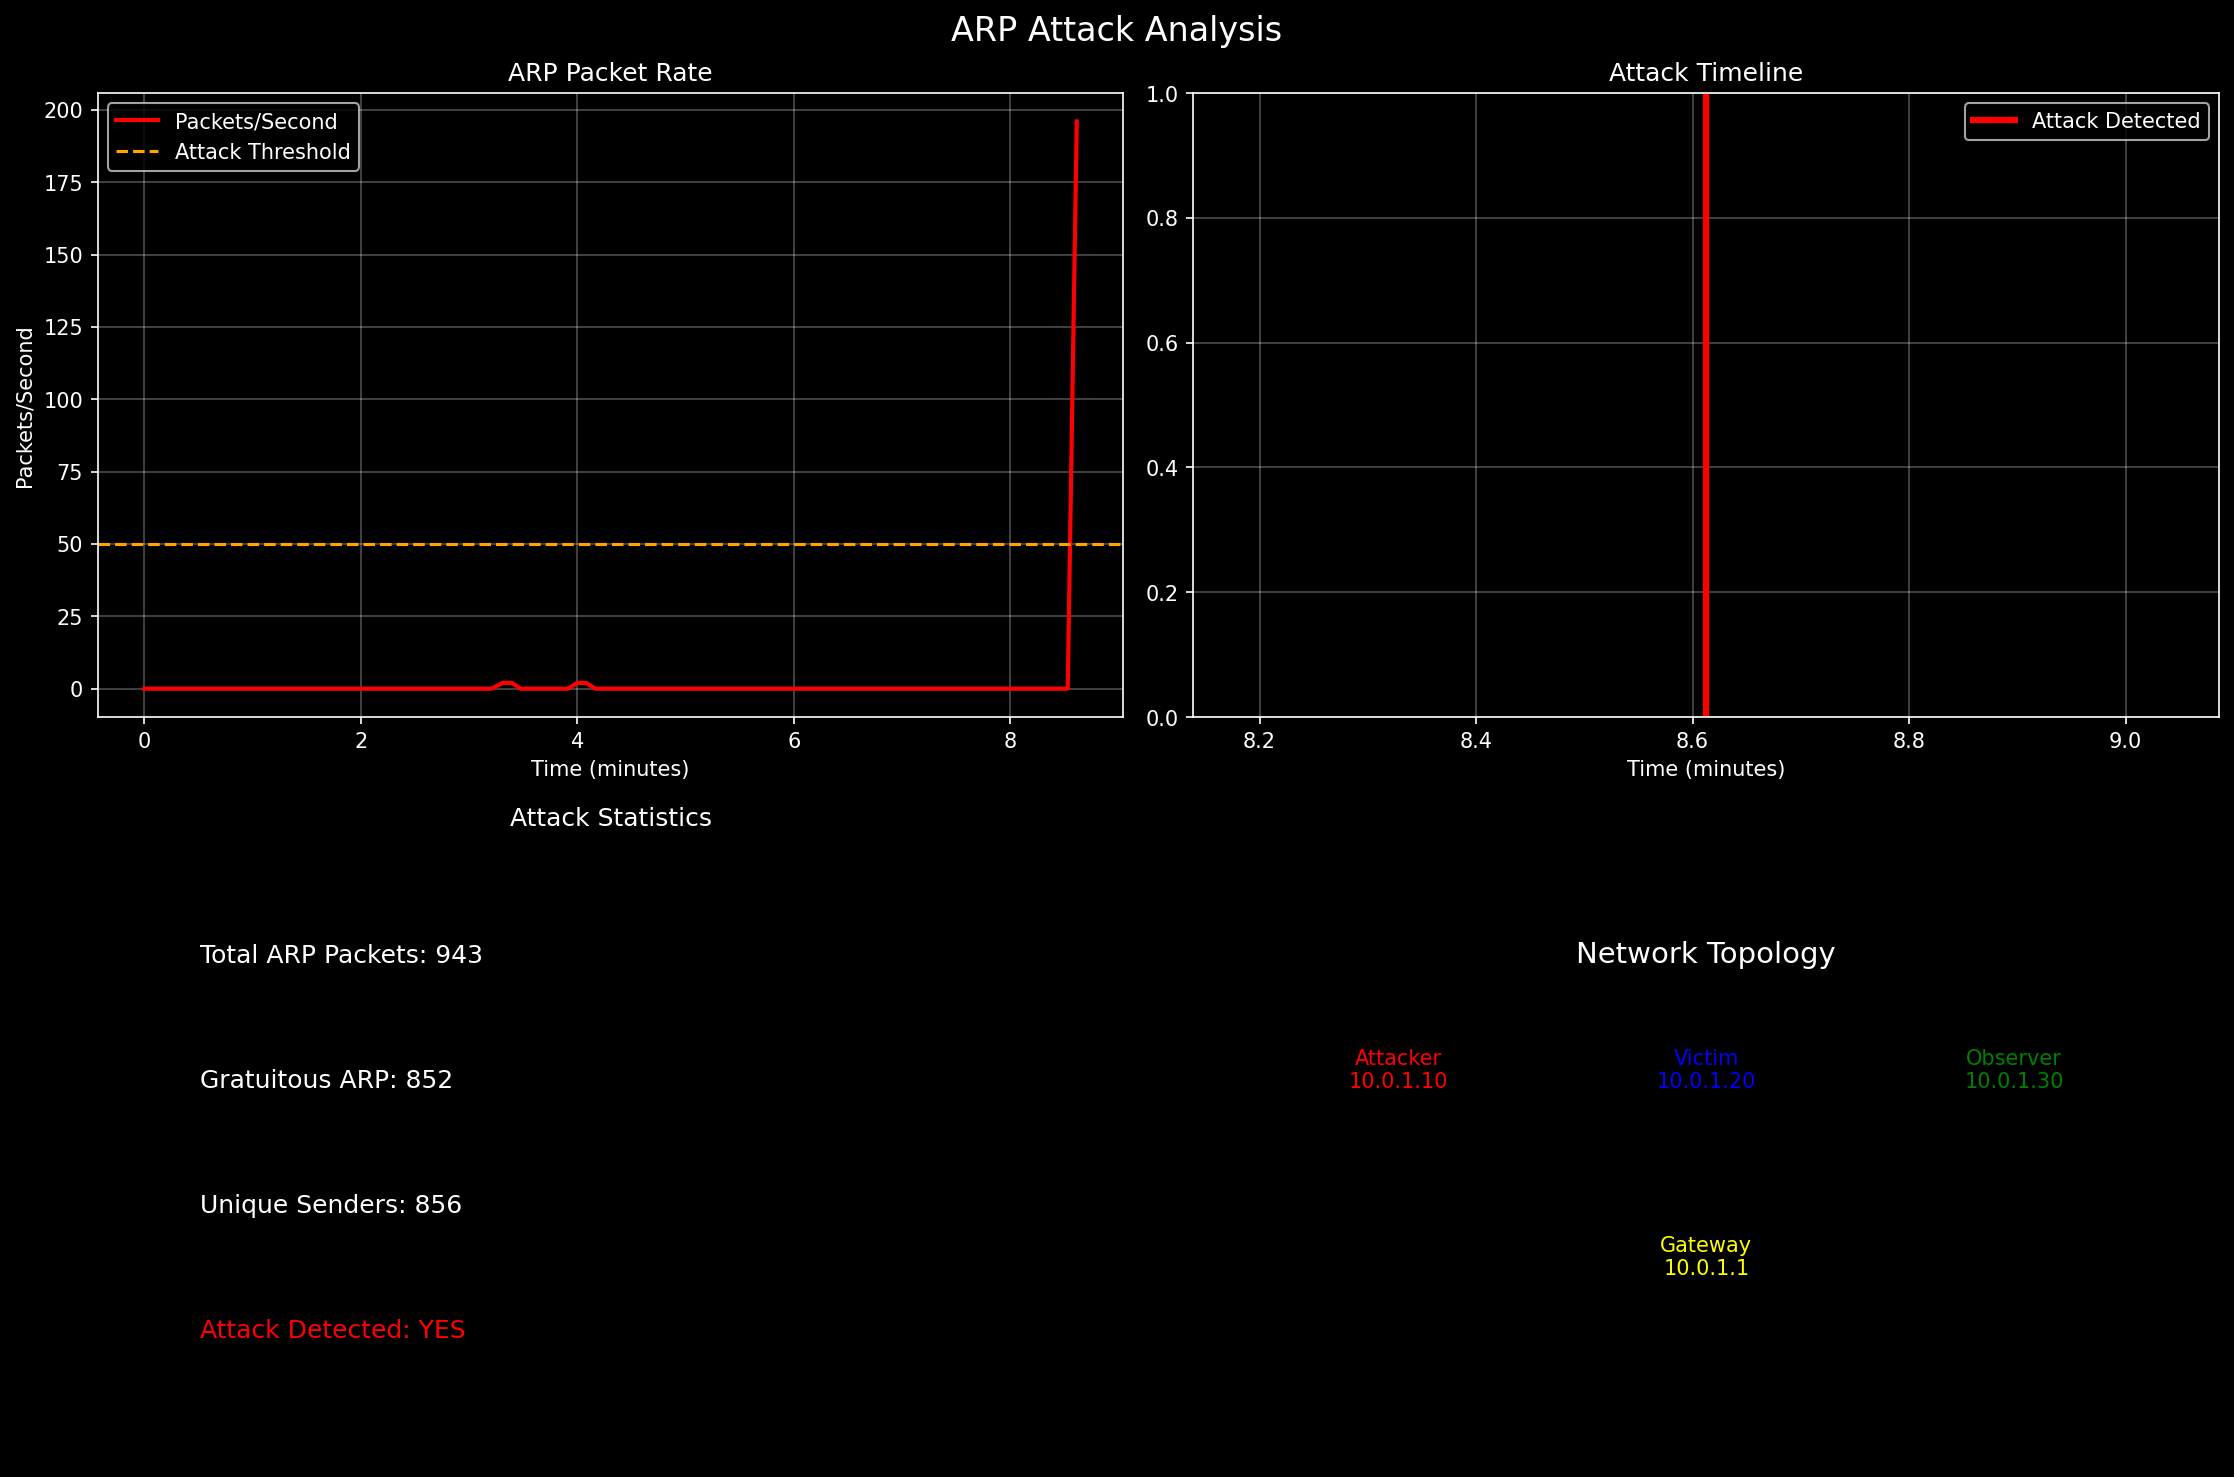 ARP Attack Analysis
ARP Packet Rate
Packets/Second
Attack Threshold
200
175
150
125
100
75
50
25
0
Packets/Second
0 2 4 6 8
Time (minutes)
Attack Timeline
Attack Detected
1.0
0.8
0.6
0.4
0.2
0.0
8.2 8.4 8.6 8.8 9.0
Time (minutes)
Attack Statistics
Total ARP Packets: 943
Gratuitous ARP: 852
Unique Senders: 856
Attack Detected: YES
Network Topology
Attacker
10.0.1.10
Victim
10.0.1.20
Observer
10.0.1.30
Gateway
10.0.1.1